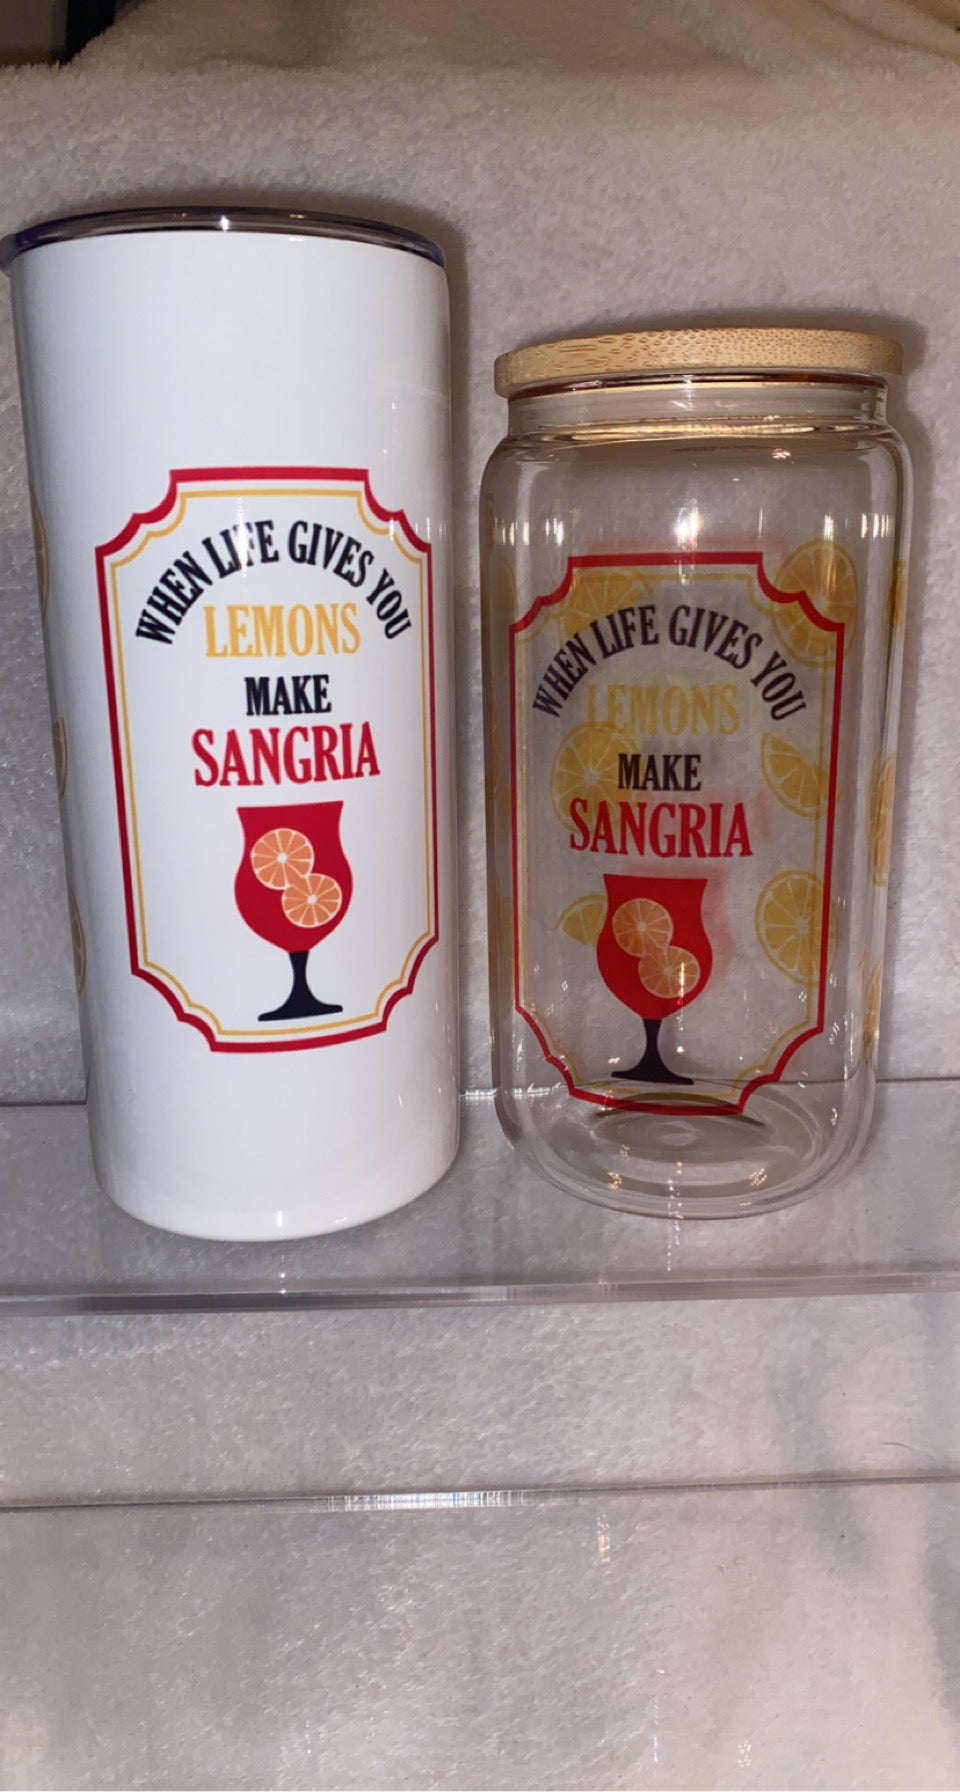 WHEN LIFE GIVES YOU
LEMONS
MAKE
SANGRIA
WHEN LIFE GIVES YOU
LEMONS
MAKE
SANGRIA